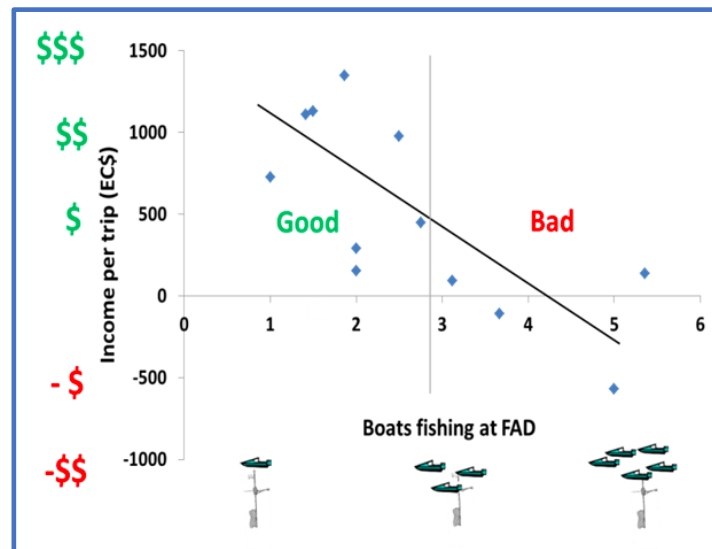 $$$
$$
$
- $
-$$
Income per trip (EC$)
1500
1000
500
0
-500
-1000
0 1 2 3 4 5 6
Good
Bad
Boats fishing at FAD